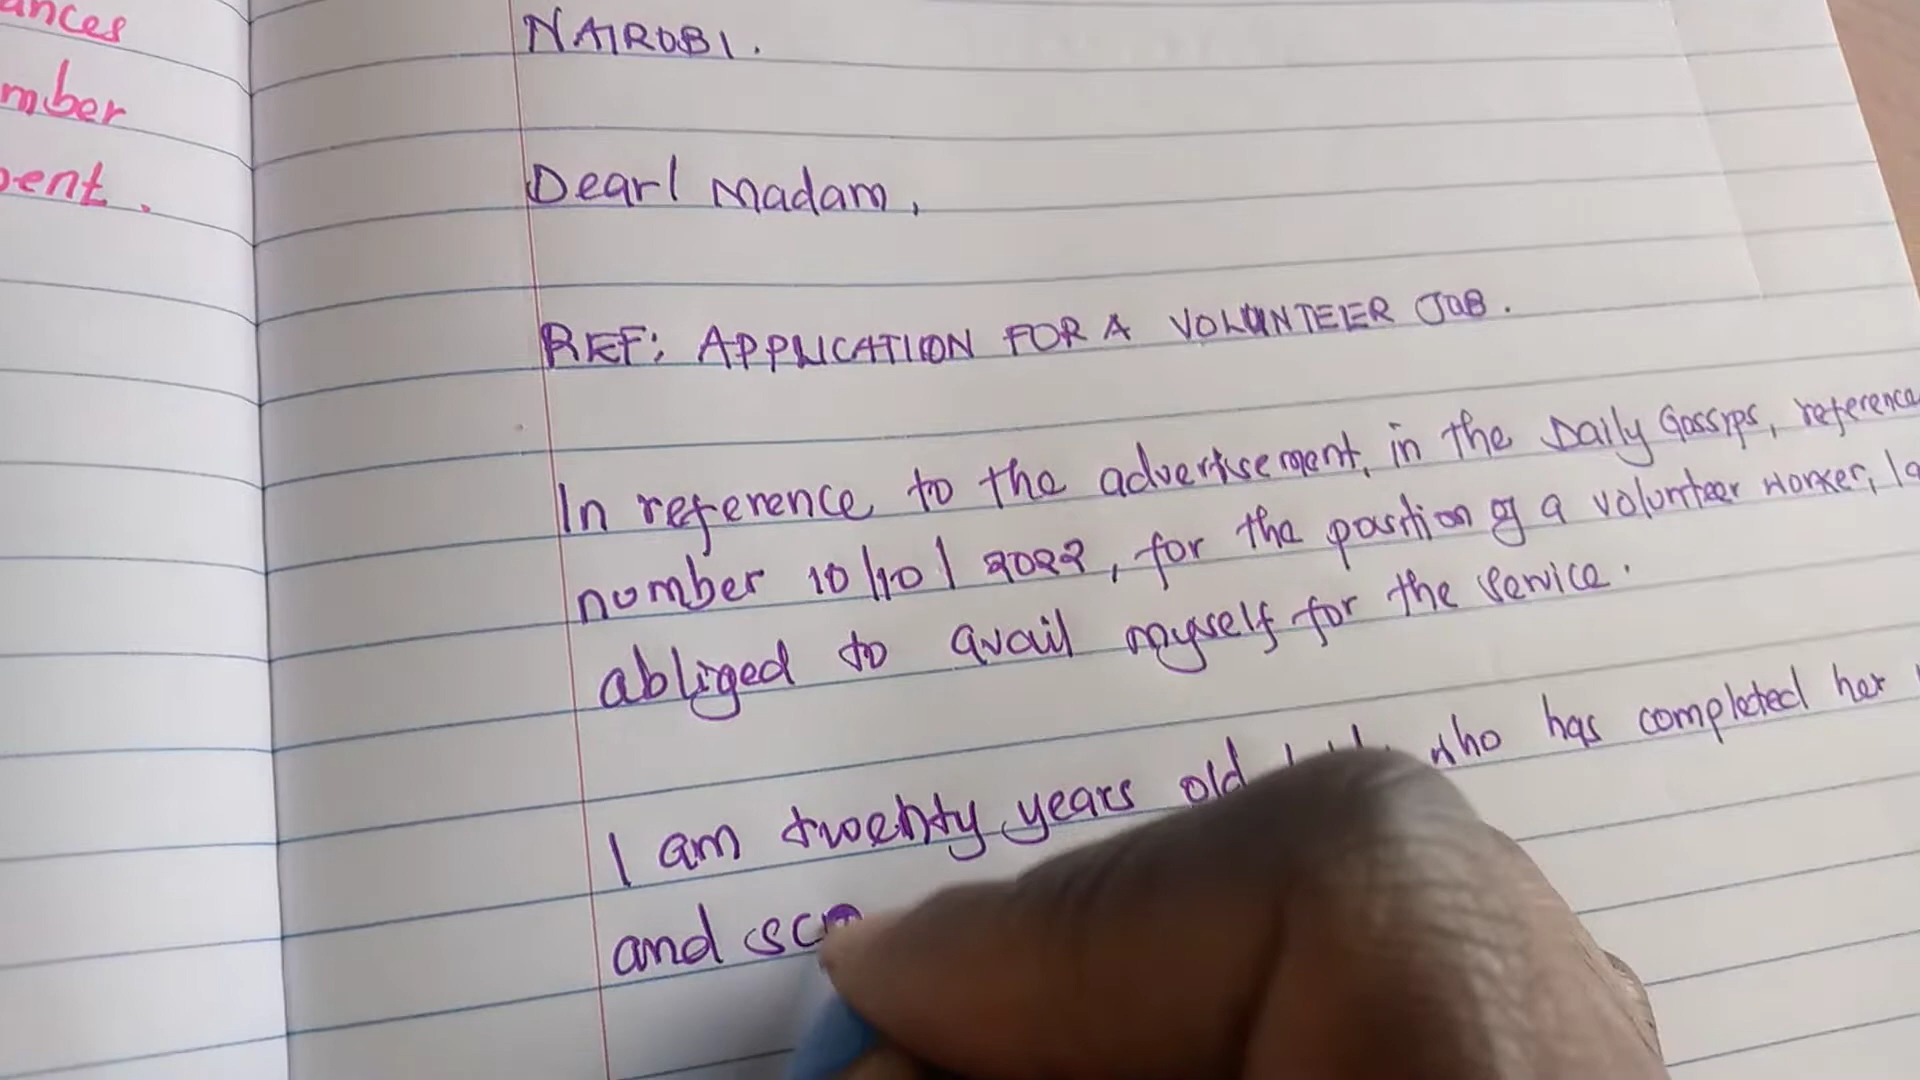 ances
mber
pent.
NAIROBI.
Dearl Madam,
REF: APPLICATION FOR A VOLUNTEER JOB.
In reference to the advertisement, in the Daily Gossips, reference
number 10/10/2022, for the position of a volunteer worker, I a
abliged to avail myself for the service.
I am twenty years old who has completed her
and sc